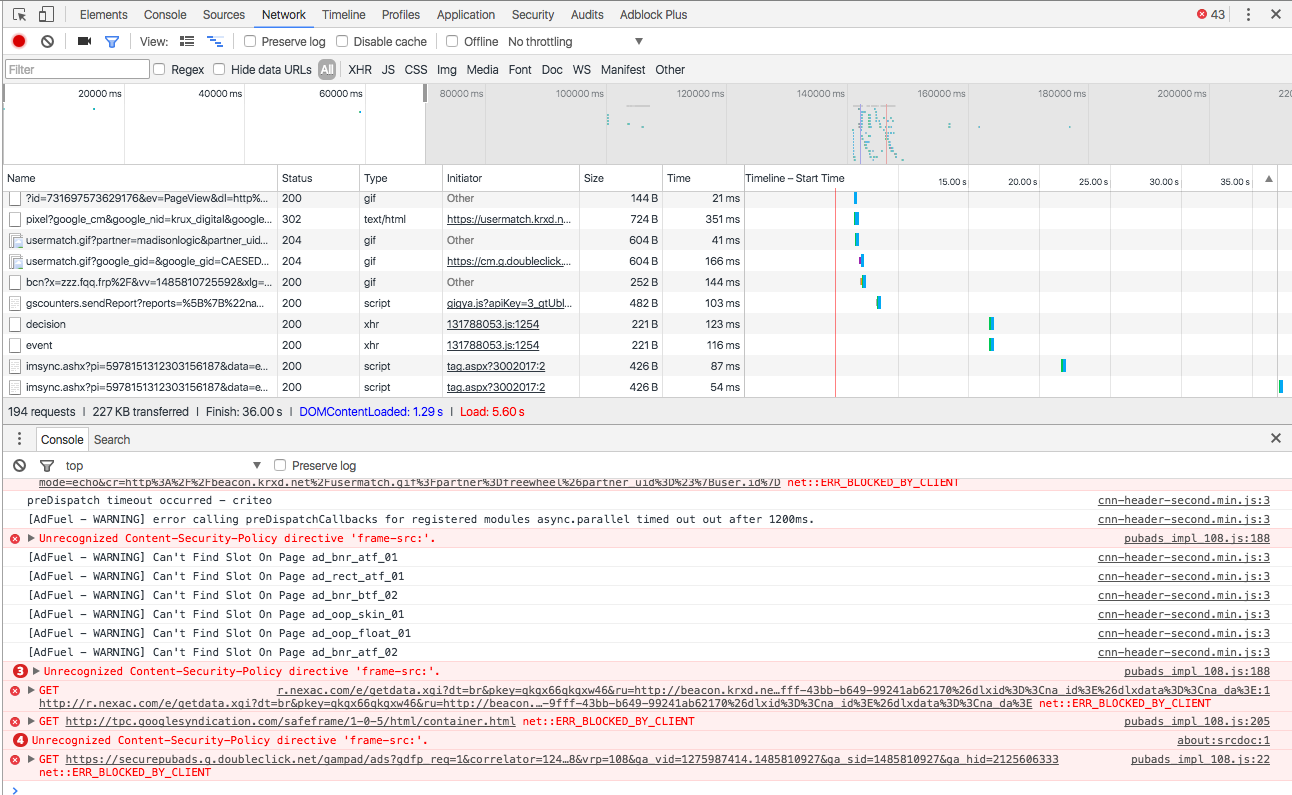 Elements Console Sources Network Timeline Profiles Application Security Audits Adblock Plus 43
View: Preserve log Disable cache Offline No throttling
Filter Regex Hide data URLs All XHR JS CSS Img Media Font Doc WS Manifest Other
20000 ms 40000 ms 60000 ms 80000 ms 100000 ms 120000 ms 140000 ms 160000 ms 180000 ms 200000 ms 220
Name Status Type Initiator Size Time Timeline – Start Time 15.00 s 20.00 s 25.00 s 30.00 s 35.00 s
?id=731697573629176&ev=PageView&dl=http%... 200 gif Other 144 B 21 ms
pixel?google_cm&google_nid=krux_digital&google... 302 text/html https://usermatch.krxd.n... 724 B 351 ms
usermatch.gif?partner=madisonlogic&partner_uid... 204 gif Other 604 B 41 ms
usermatch.gif?google_gid=&google_gid=CAESED... 204 gif https://cm.g.doubleclick.... 604 B 166 ms
bcn?x=zzz.fqq.frp%2F&vv=1485810725592&xlg=... 200 gif Other 252 B 144 ms
gscounters.sendReport?reports=%5B%7B%22na... 200 script gigya.js?apiKey=3_gtUbl... 482 B 103 ms
decision 200 xhr 131788053.js:1254 221 B 123 ms
event 200 xhr 131788053.js:1254 221 B 116 ms
imsync.ashx?pi=5978151312303156187&data=e... 200 script tag.aspx?3002017:2 426 B 87 ms
imsync.ashx?pi=5978151312303156187&data=e... 200 script tag.aspx?3002017:2 426 B 54 ms
194 requests | 227 KB transferred | Finish: 36.00 s | DOMContentLoaded: 1.29 s | Load: 5.60 s
Console Search
top Preserve log
mode=echo&cr=http%3A%2F%2Fbeacon.krxd.net%2Fusermatch.gif%3Fpartner%3Dfreewheel%26partner_uid%3D%23%7Buser.id%7D net::ERR_BLOCKED_BY_CLIENT
preDispatch timeout occurred – criteo cnn-header-second.min.js:3
[AdFuel – WARNING] error calling preDispatchCallbacks for registered modules async.parallel timed out out after 1200ms. cnn-header-second.min.js:3
Unrecognized Content-Security-Policy directive 'frame-src:'. pubads_impl_108.js:188
[AdFuel – WARNING] Can't Find Slot On Page ad_bnr_atf_01 cnn-header-second.min.js:3
[AdFuel – WARNING] Can't Find Slot On Page ad_rect_atf_01 cnn-header-second.min.js:3
[AdFuel – WARNING] Can't Find Slot On Page ad_bnr_btf_02 cnn-header-second.min.js:3
[AdFuel – WARNING] Can't Find Slot On Page ad_oop_skin_01 cnn-header-second.min.js:3
[AdFuel – WARNING] Can't Find Slot On Page ad_oop_float_01 cnn-header-second.min.js:3
[AdFuel – WARNING] Can't Find Slot On Page ad_bnr_atf_02 cnn-header-second.min.js:3
3 Unrecognized Content-Security-Policy directive 'frame-src:'. pubads_impl_108.js:188
GET r.nexac.com/e/getdata.xgi?dt=br&pkey=gkgx66gkgxw46&ru=http://beacon.krxd.ne…fff-43bb-b649-99241ab62170%26dlxid%3D%3Cna_id%3E%26dlxdata%3D%3Cna_da%3E:1
http://r.nexac.com/e/getdata.xgi?dt=br&pkey=gkgx66gkgxw46&ru=http://beacon.…-9fff-43bb-b649-99241ab62170%26dlxid%3D%3Cna_id%3E%26dlxdata%3D%3Cna_da%3E net::ERR_BLOCKED_BY_CLIENT
GET http://tpc.googlesyndication.com/safeframe/1-0-5/html/container.html net::ERR_BLOCKED_BY_CLIENT pubads_impl_108.js:205
4 Unrecognized Content-Security-Policy directive 'frame-src:'. about:srcdoc:1
GET https://securepubads.g.doubleclick.net/gampad/ads?gdfp_req=1&correlator=124…8&vrp=108&ga_vid=1275987414.1485810927&ga_sid=1485810927&ga_hid=2125606333 pubads_impl_108.js:22
net::ERR_BLOCKED_BY_CLIENT